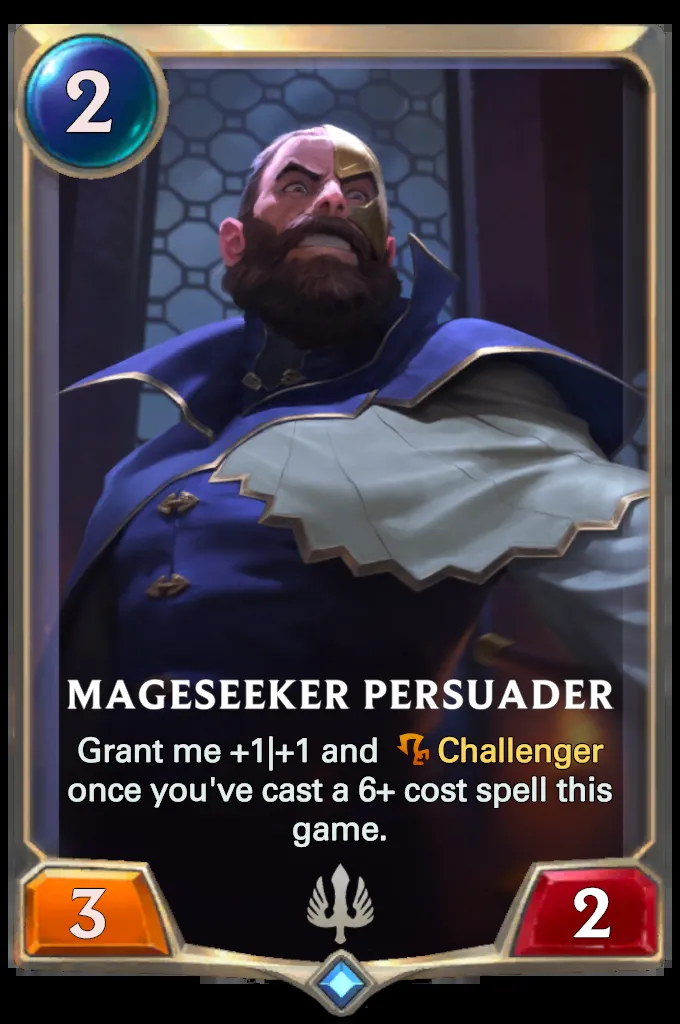 2
MAGESEEKER PERSUADER
Grant me +1|+1 and Challenger
once you've cast a 6+ cost spell this
game.
3
2